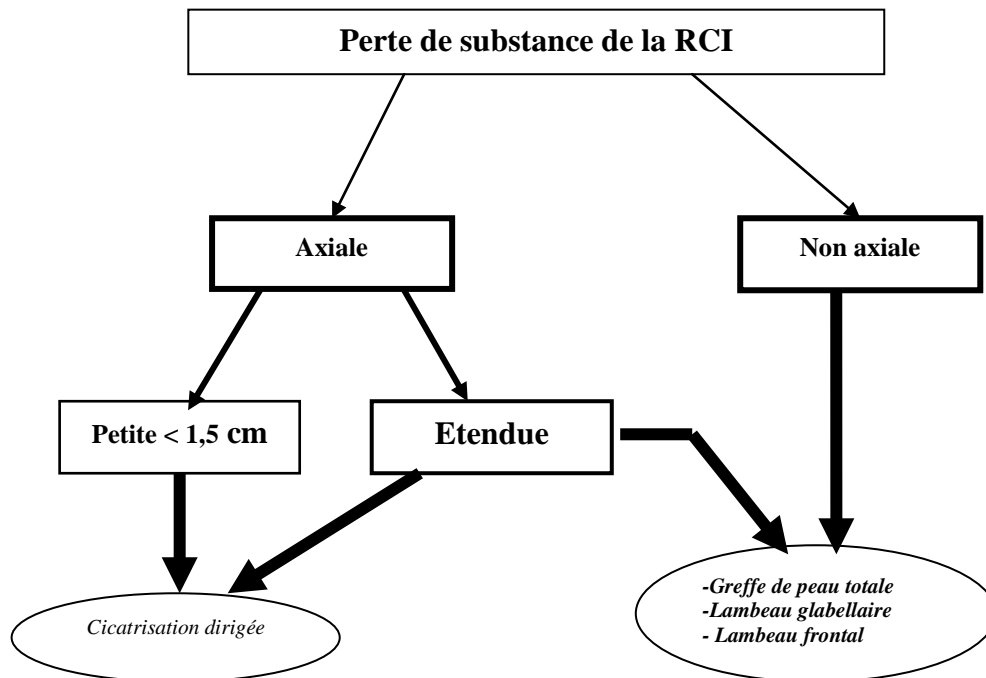 Perte de substance de la RCI
Axiale
Non axiale
Petite < 1,5 cm
Etendue
Cicatrisation dirigée
-Greffe de peau totale
-Lambeau glabellaire
- Lambeau frontal